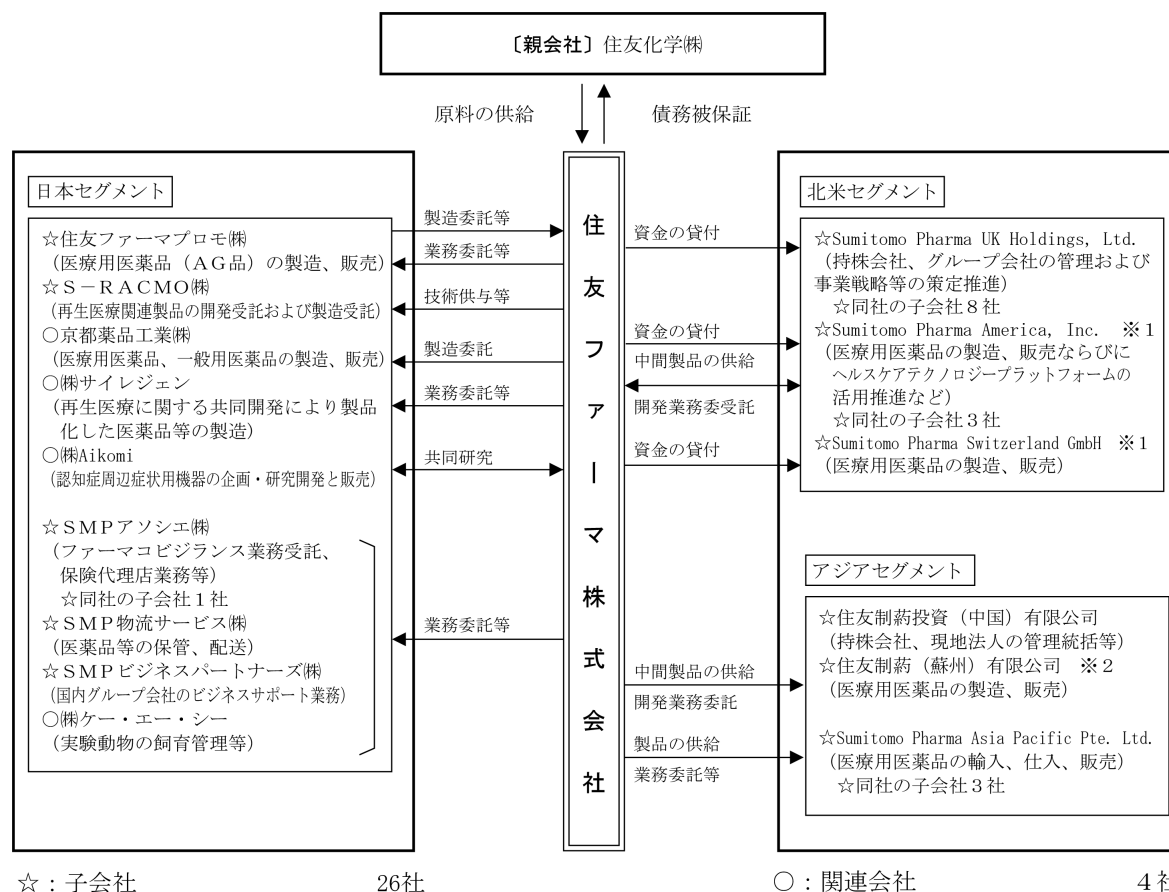 〔親会社〕住友化学㈱
原料の供給
債務被保証
日本セグメント
☆住友ファーマプロモ㈱
(医療用医薬品（ＡＧ品）の製造、販売)
☆Ｓ－ＲＡＣＭＯ㈱
(再生医療関連製品の開発受託および製造受託)
○京都薬品工業㈱
(医療用医薬品、一般用医薬品の製造、販売)
○㈱サイレジェン
(再生医療に関する共同開発により製品
化した医薬品等の製造)
○㈱Aikomi
(認知症周辺症状用機器の企画・研究開発と販売)
☆ＳＭＰアソシエ㈱
(ファーマコビジランス業務受託、
保険代理店業務等)
☆同社の子会社１社
☆ＳＭＰ物流サービス㈱
(医薬品等の保管、配送)
☆ＳＭＰビジネスパートナーズ㈱
(国内グループ会社のビジネスサポート業務)
○㈱ケー・エー・シー
(実験動物の飼育管理等)
製造委託等
業務委託等
技術供与等
製造委託
業務委託等
共同研究
業務委託等
住友ファーマ株式会社
資金の貸付
資金の貸付
中間製品の供給
開発業務委受託
資金の貸付
中間製品の供給
開発業務委託
製品の供給
業務委託等
北米セグメント
☆Sumitomo Pharma UK Holdings, Ltd.
(持株会社、グループ会社の管理および
事業戦略等の策定推進)
☆同社の子会社８社
☆Sumitomo Pharma America, Inc. ※１
(医療用医薬品の製造、販売ならびに
ヘルスケアテクノロジープラットフォームの
活用推進など)
☆同社の子会社３社
☆Sumitomo Pharma Switzerland GmbH ※１
(医療用医薬品の製造、販売)
アジアセグメント
☆住友制葯投資（中国）有限公司
(持株会社、現地法人の管理統括等)
☆住友制葯（蘇州）有限公司 ※２
(医療用医薬品の製造、販売)
☆Sumitomo Pharma Asia Pacific Pte. Ltd.
(医療用医薬品の輸入、仕入、販売)
☆同社の子会社３社
☆：子会社 26社
○：関連会社 ４社